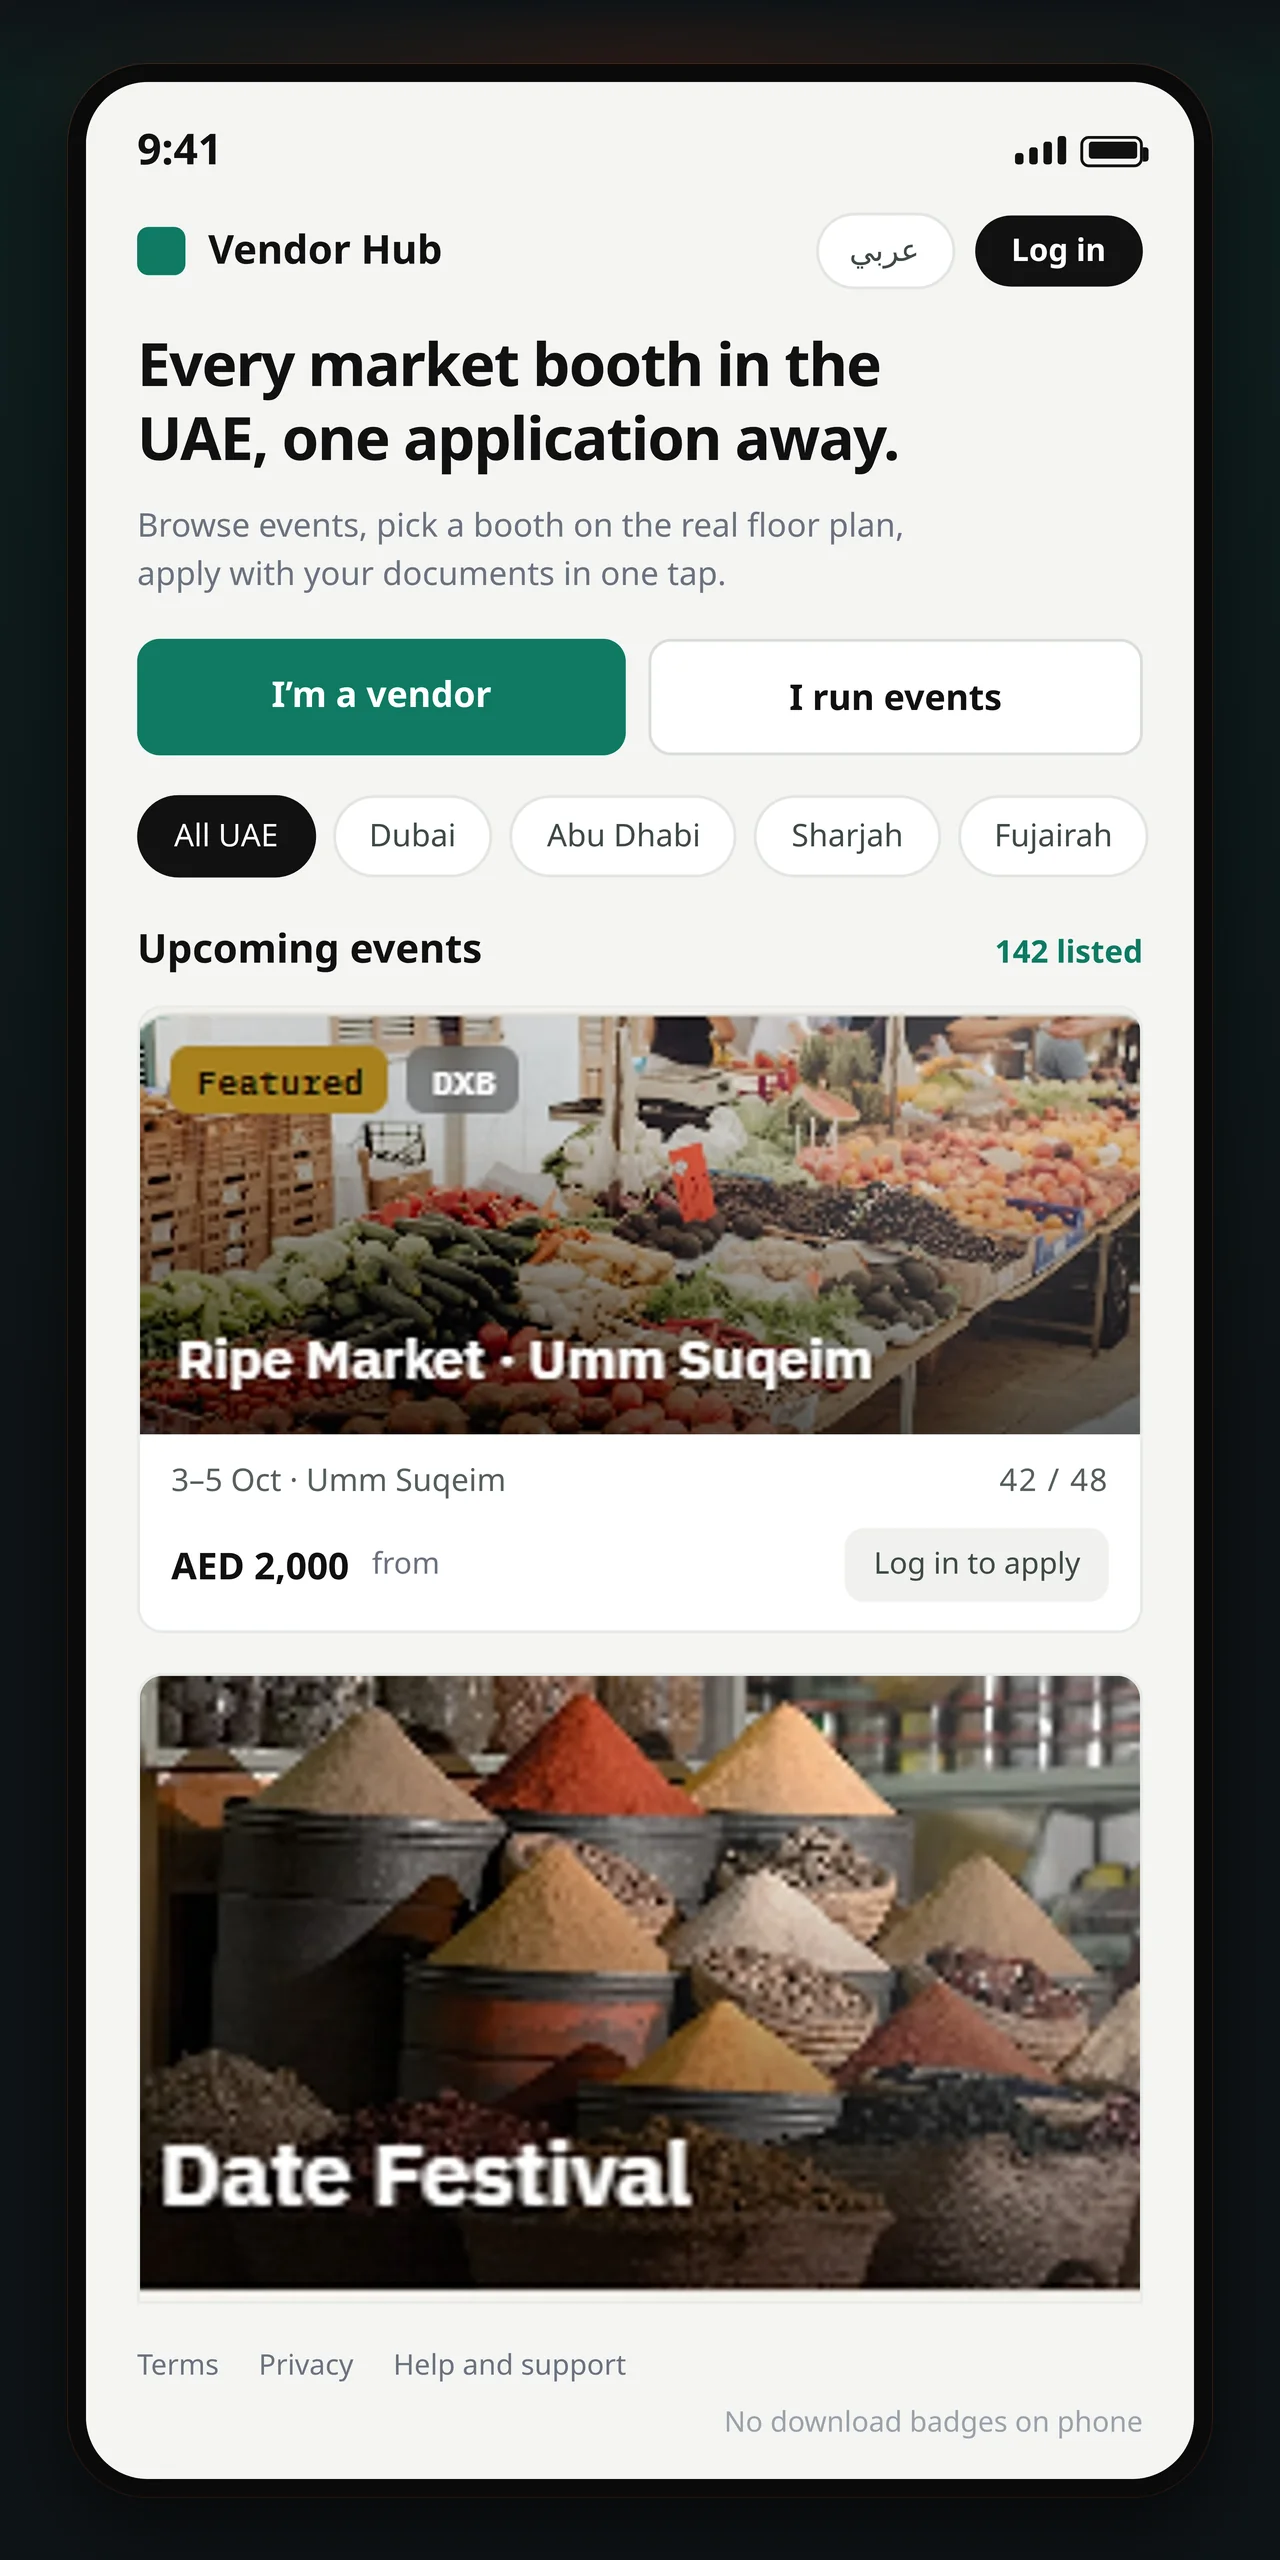 9:41
Vendor Hub
عربي
Log in
Every market booth in the
UAE, one application away.
Browse events, pick a booth on the real floor plan,
apply with your documents in one tap.
I’m a vendor
I run events
All UAE
Dubai
Abu Dhabi
Sharjah
Fujairah
Upcoming events
142 listed
Featured
DXB
Ripe Market · Umm Suqeim
3–5 Oct · Umm Suqeim
42 / 48
AED 2,000 from
Log in to apply
Date Festival
Terms
Privacy
Help and support
No download badges on phone